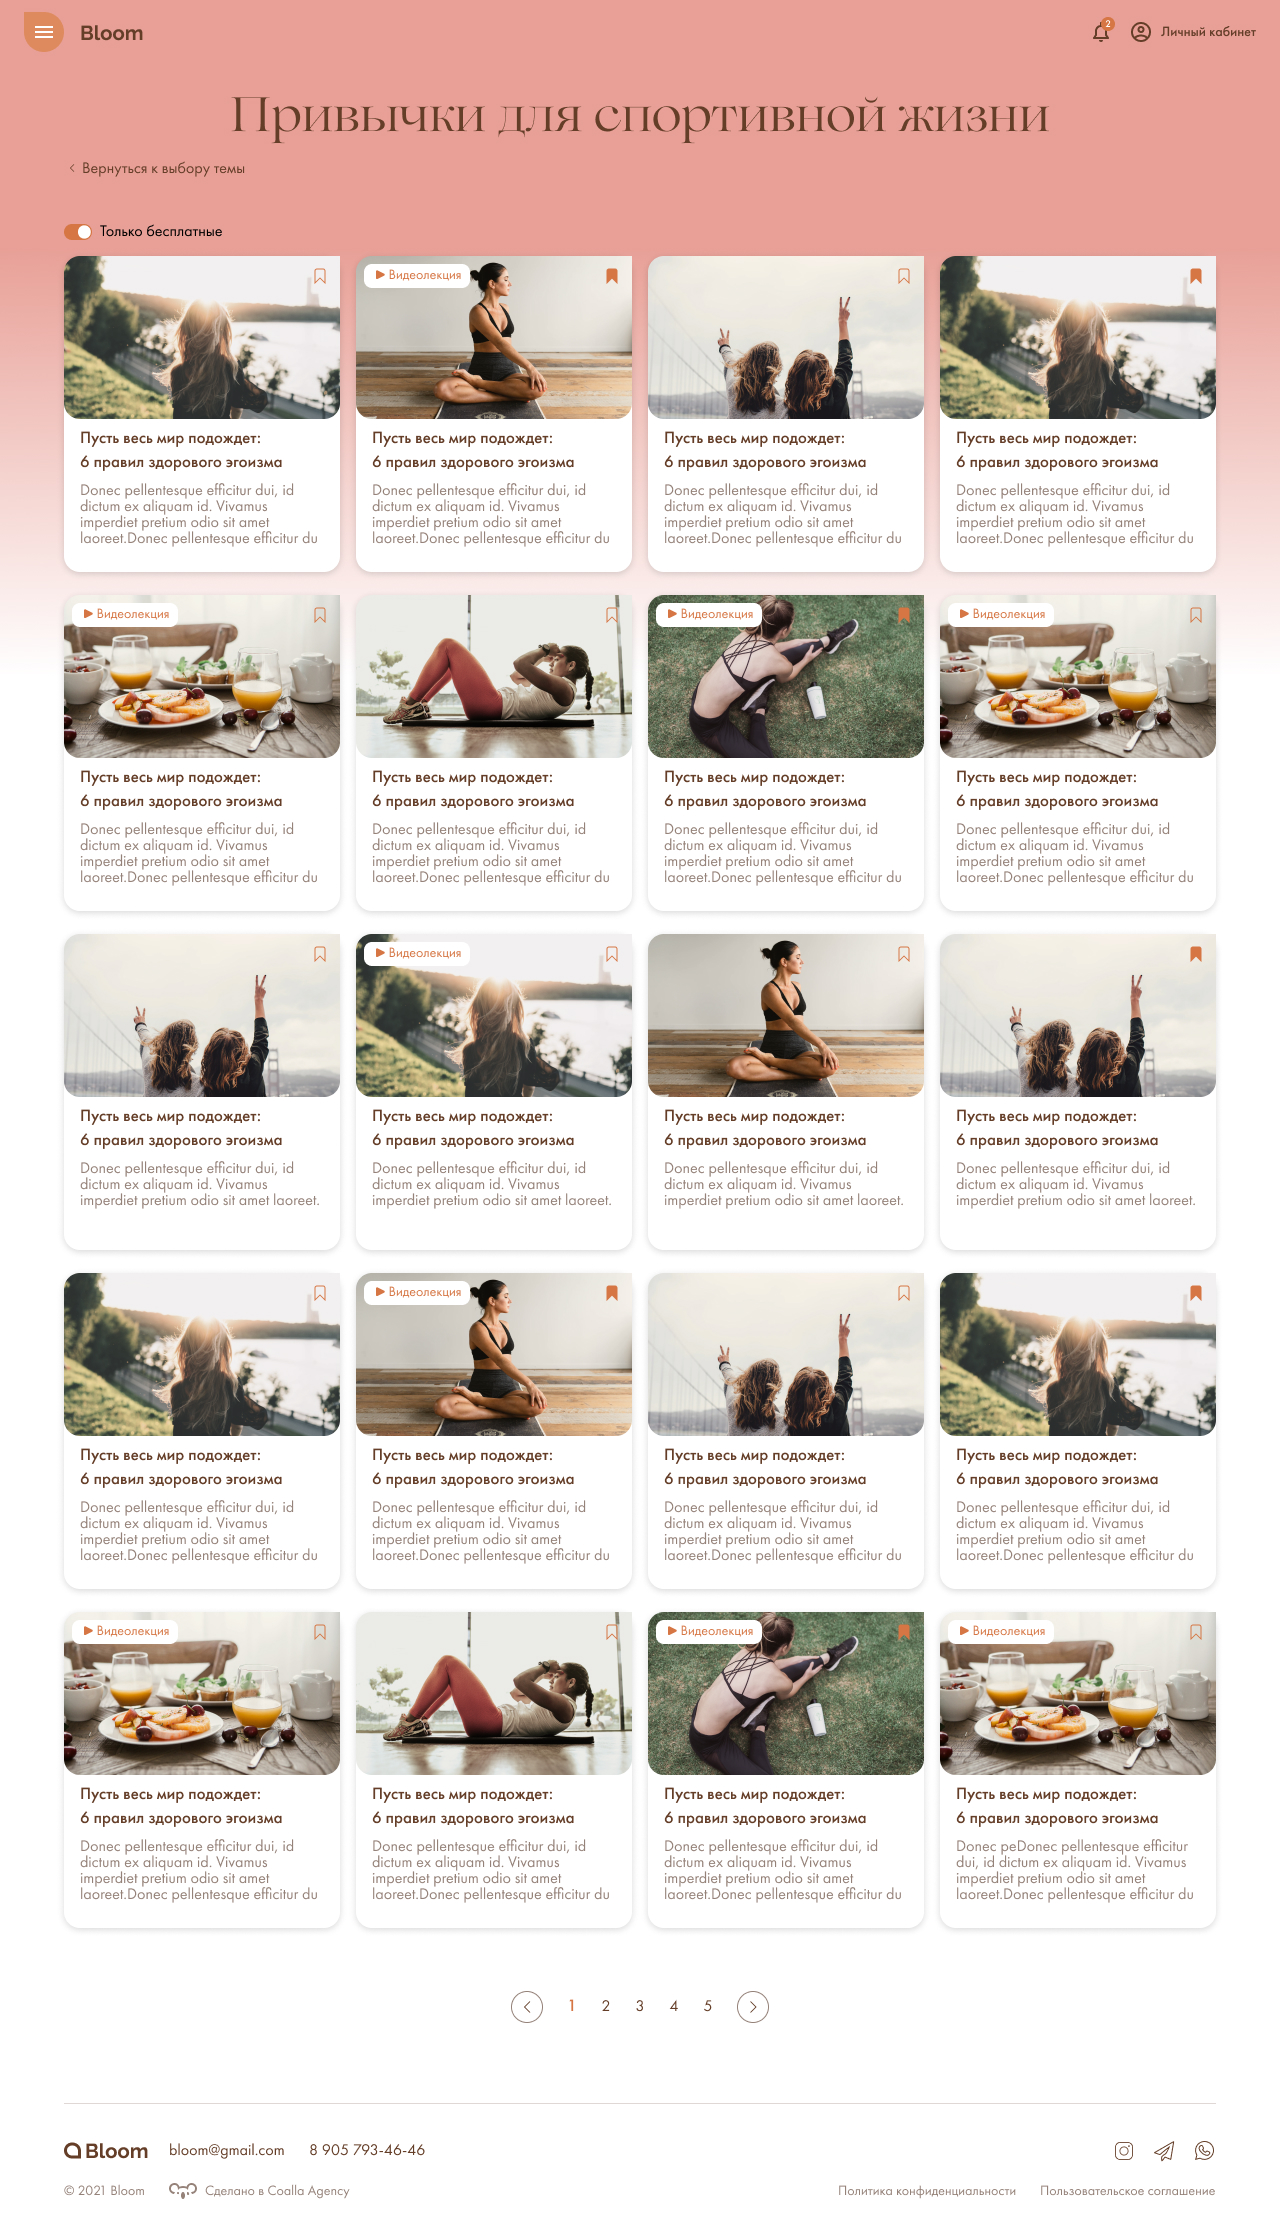 Bloom
2
Личный кабинет
Привычки для спортивной жизни
Вернуться к выбору темы
Только бесплатные
Пусть весь мир подождет:
6 правил здорового эгоизма
Donec pellentesque efficitur dui, id
dictum ex aliquam id. Vivamus
imperdiet pretium odio sit amet
laoreet.Donec pellentesque efficitur du
Видеолекция
Пусть весь мир подождет:
6 правил здорового эгоизма
Donec pellentesque efficitur dui, id
dictum ex aliquam id. Vivamus
imperdiet pretium odio sit amet
laoreet.Donec pellentesque efficitur du
Пусть весь мир подождет:
6 правил здорового эгоизма
Donec pellentesque efficitur dui, id
dictum ex aliquam id. Vivamus
imperdiet pretium odio sit amet
laoreet.Donec pellentesque efficitur du
Пусть весь мир подождет:
6 правил здорового эгоизма
Donec pellentesque efficitur dui, id
dictum ex aliquam id. Vivamus
imperdiet pretium odio sit amet
laoreet.Donec pellentesque efficitur du
Видеолекция
Пусть весь мир подождет:
6 правил здорового эгоизма
Donec pellentesque efficitur dui, id
dictum ex aliquam id. Vivamus
imperdiet pretium odio sit amet
laoreet.Donec pellentesque efficitur du
Пусть весь мир подождет:
6 правил здорового эгоизма
Donec pellentesque efficitur dui, id
dictum ex aliquam id. Vivamus
imperdiet pretium odio sit amet
laoreet.Donec pellentesque efficitur du
Видеолекция
Пусть весь мир подождет:
6 правил здорового эгоизма
Donec pellentesque efficitur dui, id
dictum ex aliquam id. Vivamus
imperdiet pretium odio sit amet
laoreet.Donec pellentesque efficitur du
Видеолекция
Пусть весь мир подождет:
6 правил здорового эгоизма
Donec pellentesque efficitur dui, id
dictum ex aliquam id. Vivamus
imperdiet pretium odio sit amet
laoreet.Donec pellentesque efficitur du
Пусть весь мир подождет:
6 правил здорового эгоизма
Donec pellentesque efficitur dui, id
dictum ex aliquam id. Vivamus
imperdiet pretium odio sit amet laoreet.
Видеолекция
Пусть весь мир подождет:
6 правил здорового эгоизма
Donec pellentesque efficitur dui, id
dictum ex aliquam id. Vivamus
imperdiet pretium odio sit amet laoreet.
Пусть весь мир подождет:
6 правил здорового эгоизма
Donec pellentesque efficitur dui, id
dictum ex aliquam id. Vivamus
imperdiet pretium odio sit amet laoreet.
Пусть весь мир подождет:
6 правил здорового эгоизма
Donec pellentesque efficitur dui, id
dictum ex aliquam id. Vivamus
imperdiet pretium odio sit amet laoreet.
Пусть весь мир подождет:
6 правил здорового эгоизма
Donec pellentesque efficitur dui, id
dictum ex aliquam id. Vivamus
imperdiet pretium odio sit amet
laoreet.Donec pellentesque efficitur du
Видеолекция
Пусть весь мир подождет:
6 правил здорового эгоизма
Donec pellentesque efficitur dui, id
dictum ex aliquam id. Vivamus
imperdiet pretium odio sit amet
laoreet.Donec pellentesque efficitur du
Пусть весь мир подождет:
6 правил здорового эгоизма
Donec pellentesque efficitur dui, id
dictum ex aliquam id. Vivamus
imperdiet pretium odio sit amet
laoreet.Donec pellentesque efficitur du
Пусть весь мир подождет:
6 правил здорового эгоизма
Donec pellentesque efficitur dui, id
dictum ex aliquam id. Vivamus
imperdiet pretium odio sit amet
laoreet.Donec pellentesque efficitur du
Видеолекция
Пусть весь мир подождет:
6 правил здорового эгоизма
Donec pellentesque efficitur dui, id
dictum ex aliquam id. Vivamus
imperdiet pretium odio sit amet
laoreet.Donec pellentesque efficitur du
Пусть весь мир подождет:
6 правил здорового эгоизма
Donec pellentesque efficitur dui, id
dictum ex aliquam id. Vivamus
imperdiet pretium odio sit amet
laoreet.Donec pellentesque efficitur du
Видеолекция
Пусть весь мир подождет:
6 правил здорового эгоизма
Donec pellentesque efficitur dui, id
dictum ex aliquam id. Vivamus
imperdiet pretium odio sit amet
laoreet.Donec pellentesque efficitur du
Видеолекция
Пусть весь мир подождет:
6 правил здорового эгоизма
Donec peDonec pellentesque efficitur
dui, id dictum ex aliquam id. Vivamus
imperdiet pretium odio sit amet
laoreet.Donec pellentesque efficitur du
1 2 3 4 5
Bloom bloom@gmail.com 8 905 793-46-46
© 2021 Bloom Сделано в Coalla Agency Политика конфиденциальности Пользовательское соглашение